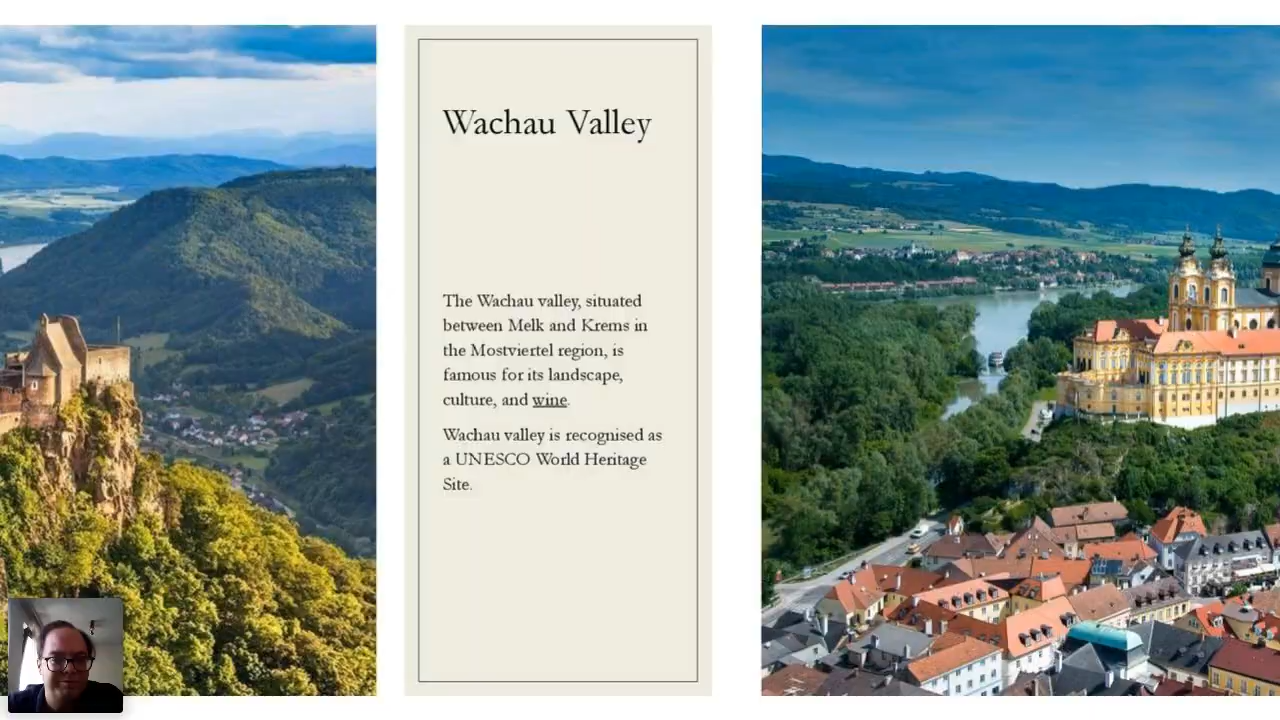 Wachau Valley
The Wachau valley, situated
between Melk and Krems in
the Mostviertel region, is
famous for its landscape,
culture, and wine.
Wachau valley is recognised as
a UNESCO World Heritage
Site.